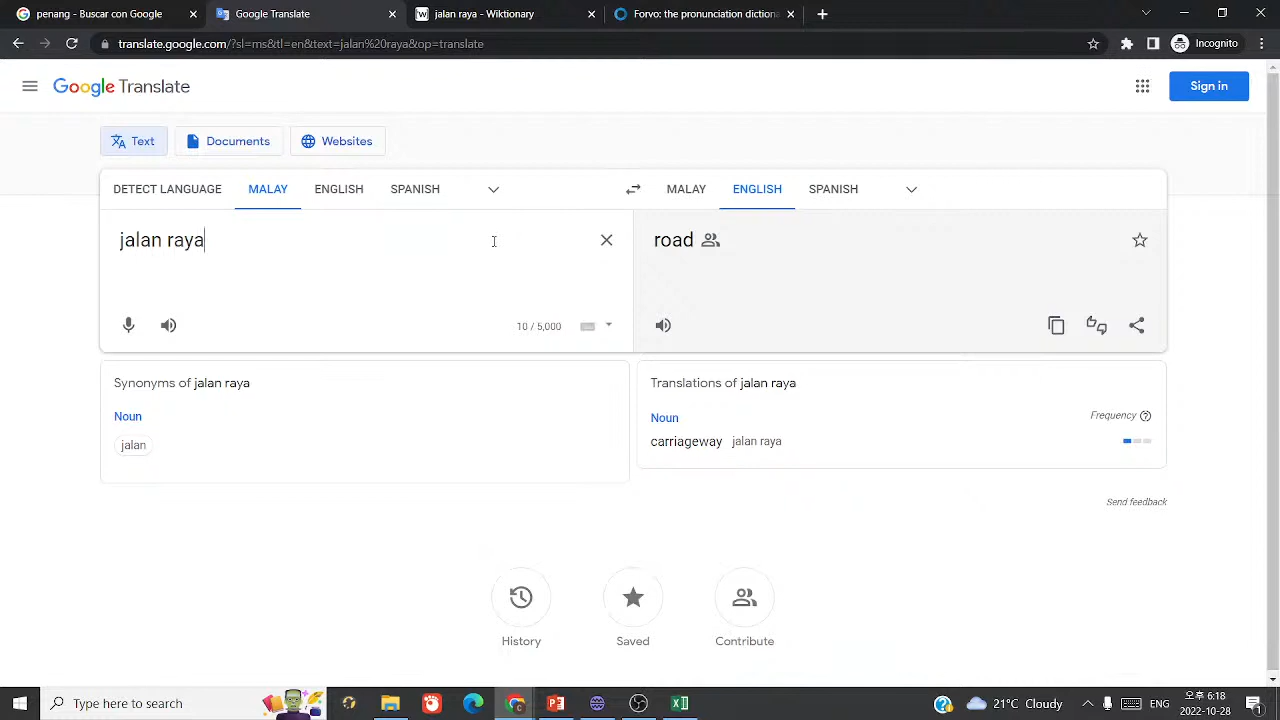 penang - Buscar con Google
Google Translate
jalan raya - Wiktionary
Forvo: the pronunciation dictiona
translate.google.com/?sl=ms&tl=en&text=jalan%20raya&op=translate
Incognito
Google Translate
Sign in
Text
Documents
Websites
DETECT LANGUAGE
MALAY
ENGLISH
SPANISH
MALAY
ENGLISH
SPANISH
jalan raya
road
10 / 5,000
Synonyms of jalan raya
Noun
jalan
Translations of jalan raya
Noun
Frequency
carriageway jalan raya
Send feedback
History
Saved
Contribute
Type here to search
21°C Cloudy
ENG
오후 6:18
2022-10-28